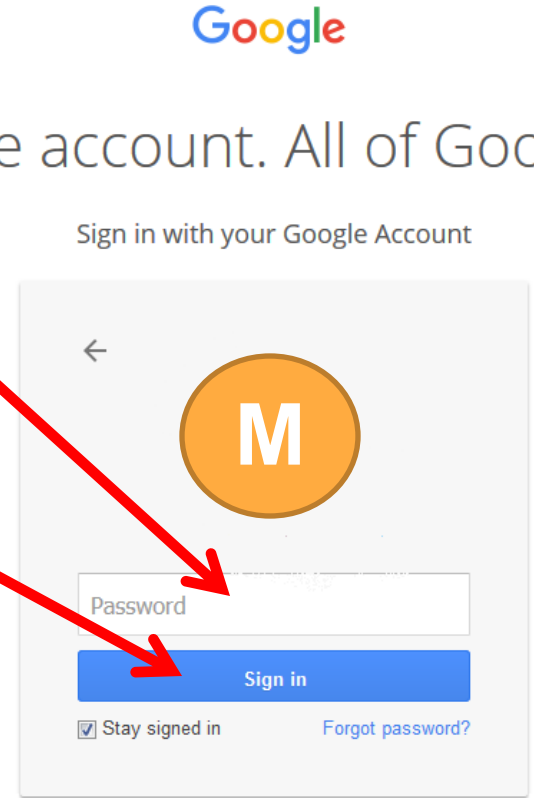 Google
e account. All of Goo
Sign in with your Google Account
M
Password
Sign in
Stay signed in
Forgot password?